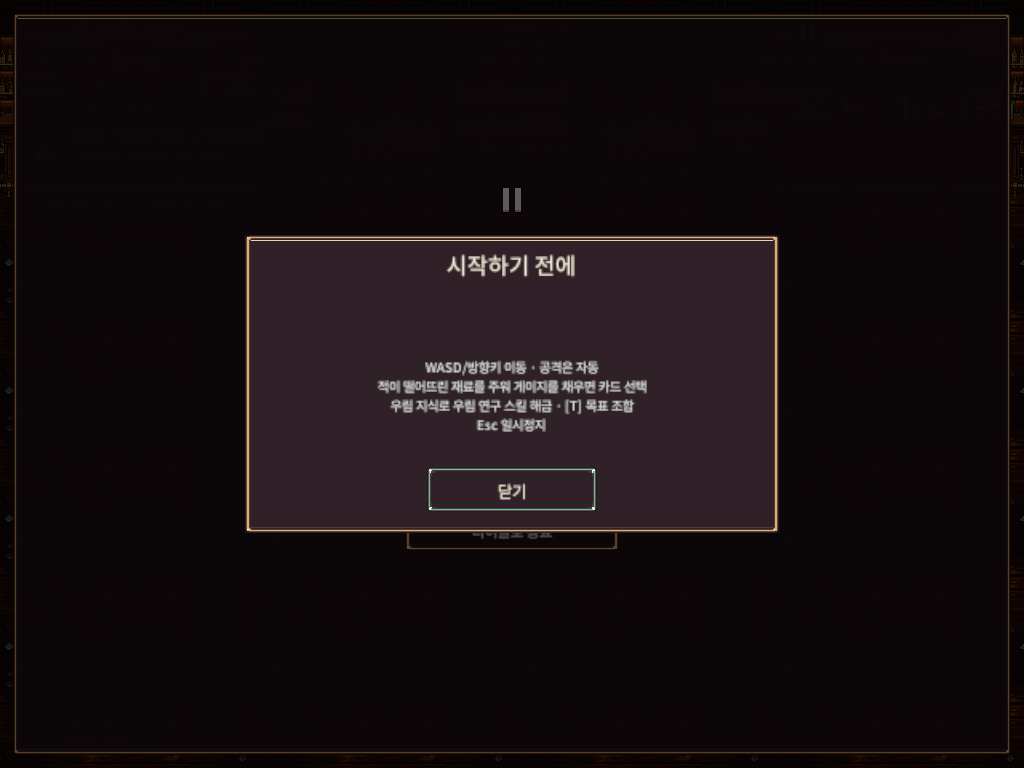 시작하기 전에
WASD/방향키 이동 · 공격은 자동
적이 떨어뜨린 재료를 주워 게이지를 채우면 카드 선택
우림 지식로 우림 연구 스킬 해금 · [T] 목표 조합
Esc 일시정지
닫기